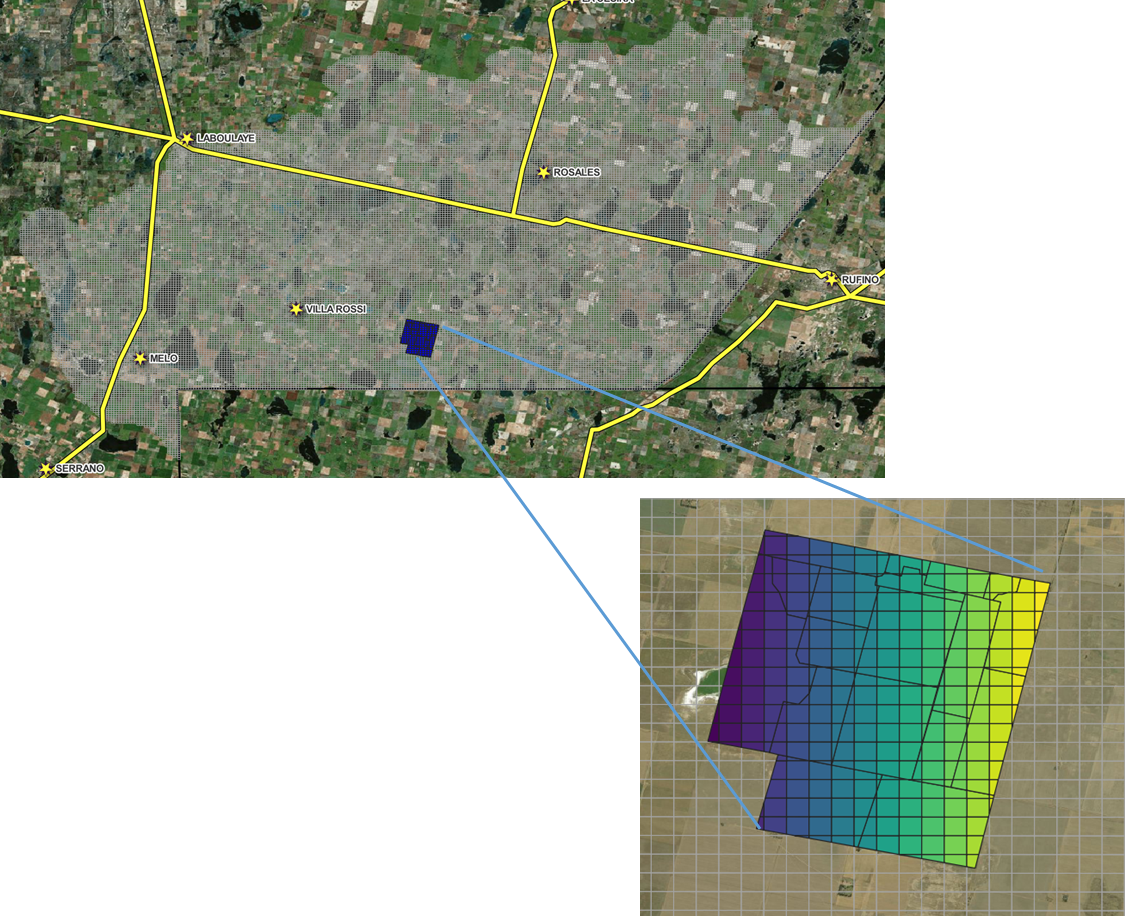 LABOULAYE
ROSALES
RUFINO
VILLA ROSSI
MELO
SERRANO